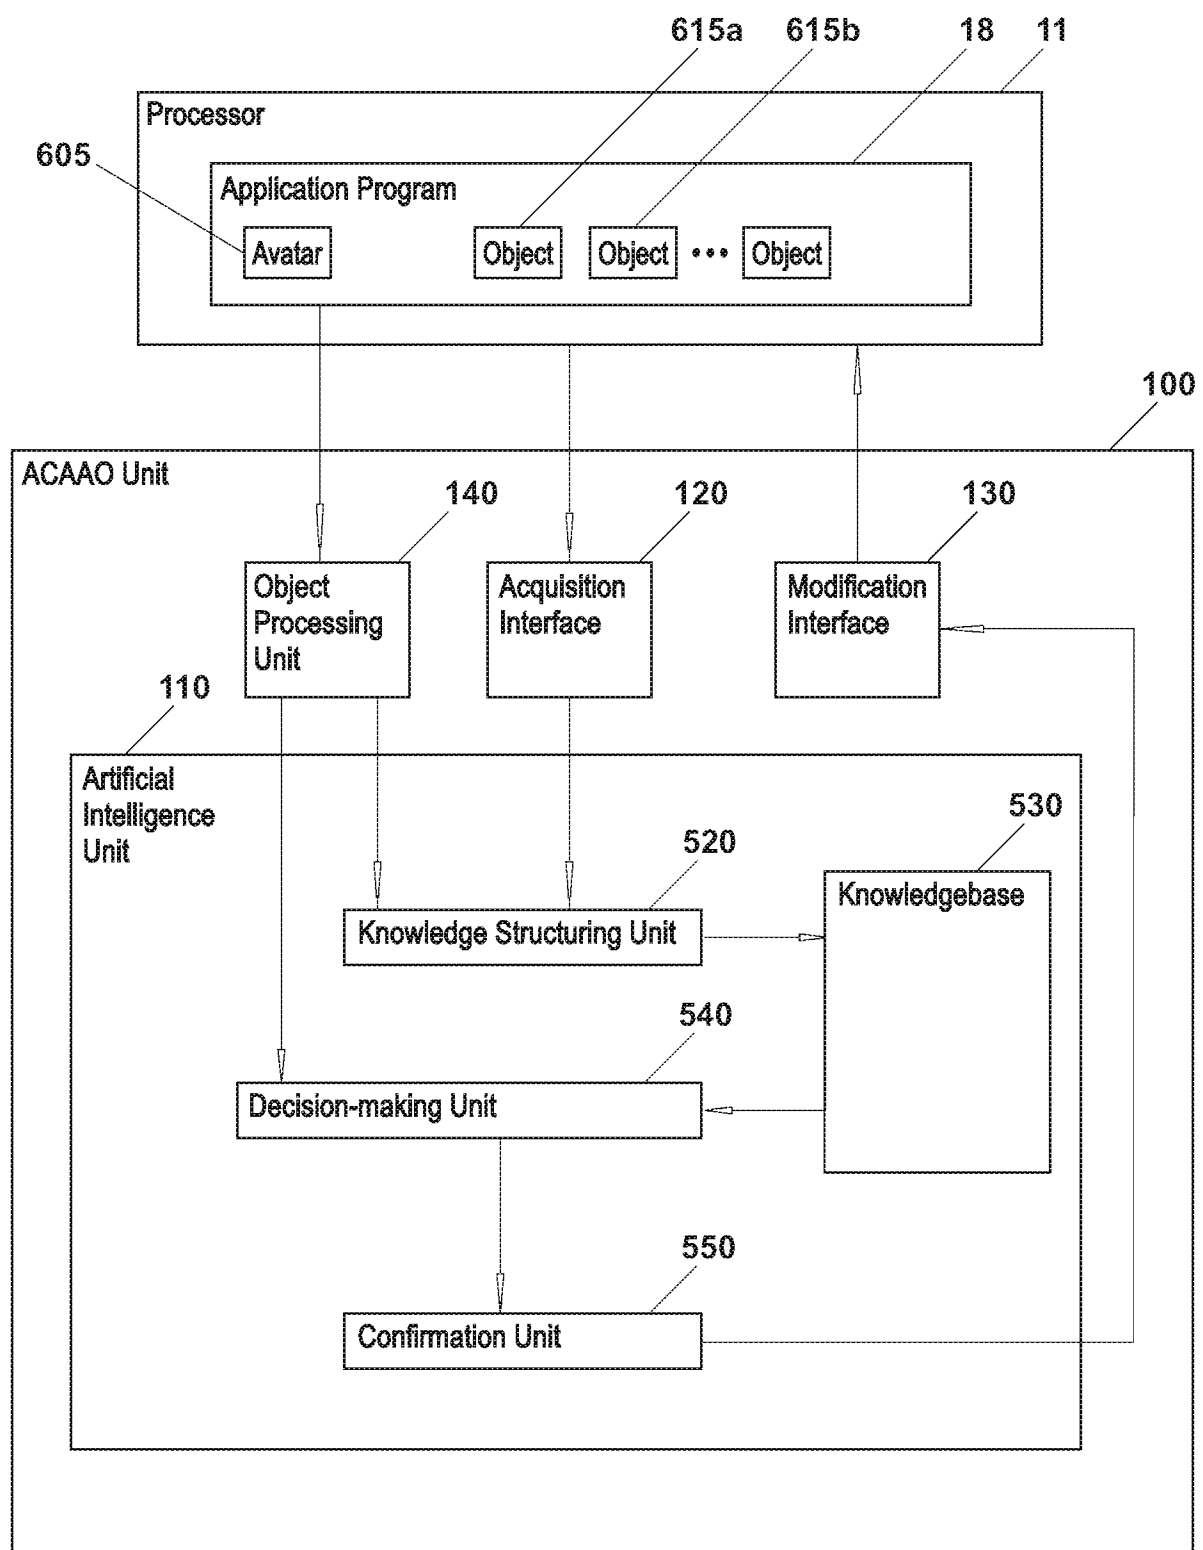 615a
615b
18
11
Processor
605
Application Program
Avatar
Object
Object
•••
Object
100
ACAAO Unit
140
120
130
Object
Processing
Unit
Acquisition
Interface
Modification
Interface
110
Artificial
Intelligence
Unit
530
520
Knowledgebase
Knowledge Structuring Unit
540
Decision-making Unit
550
Confirmation Unit